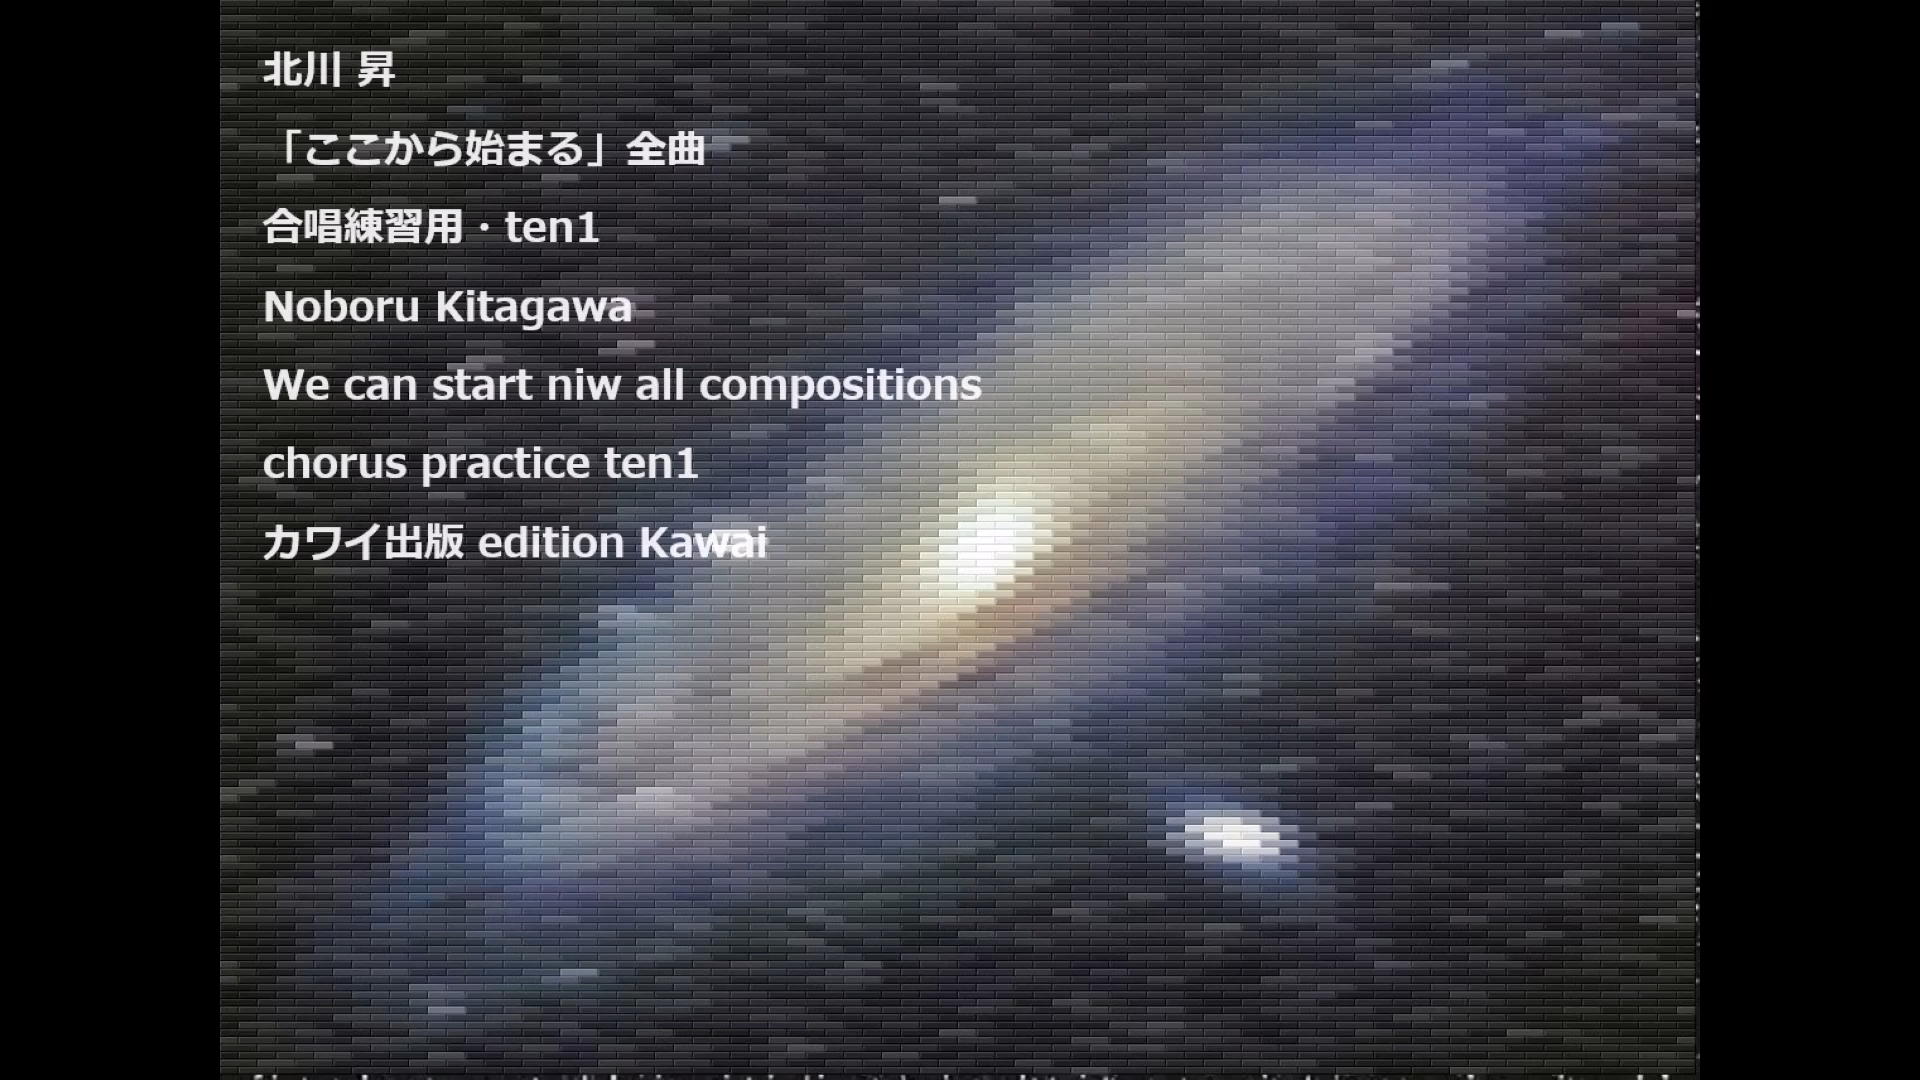 北川 昇
「ここから始まる」全曲
合唱練習用・ten1
Noboru Kitagawa
We can start niw all compositions
chorus practice ten1
カワイ出版 edition Kawai